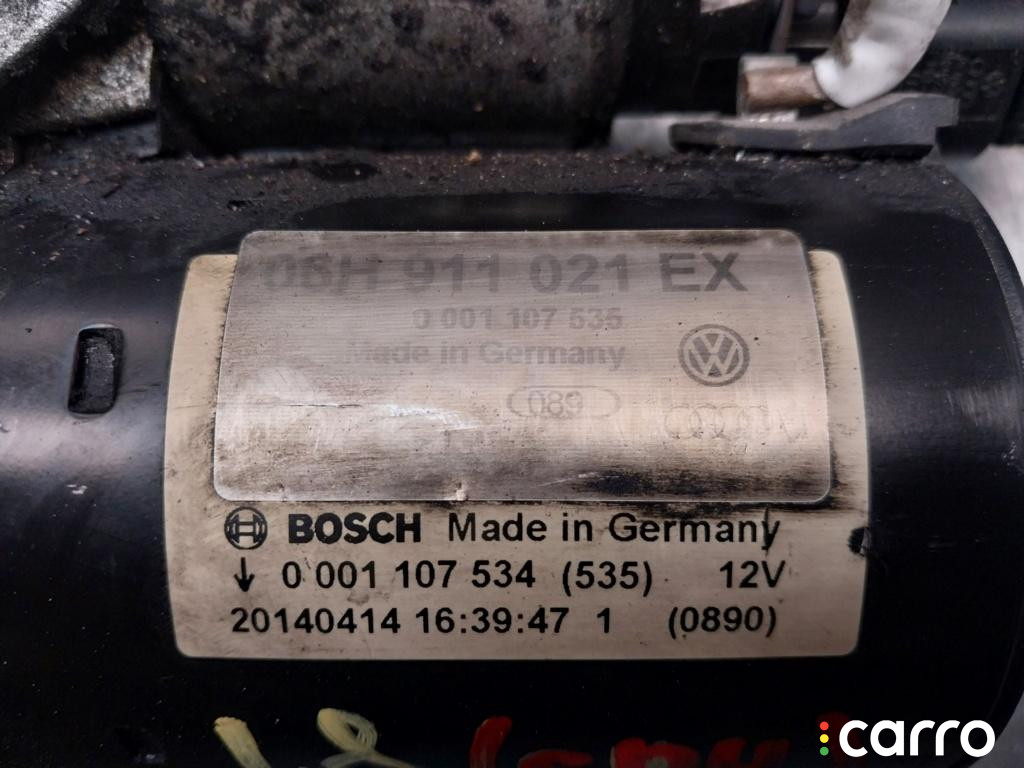 06H 911 021 EX
0 001 107 535
Made in Germany
089
BOSCH Made in Germany
0 001 107 534 (535) 12V
20140414 16:39:47 1 (0890)
carro